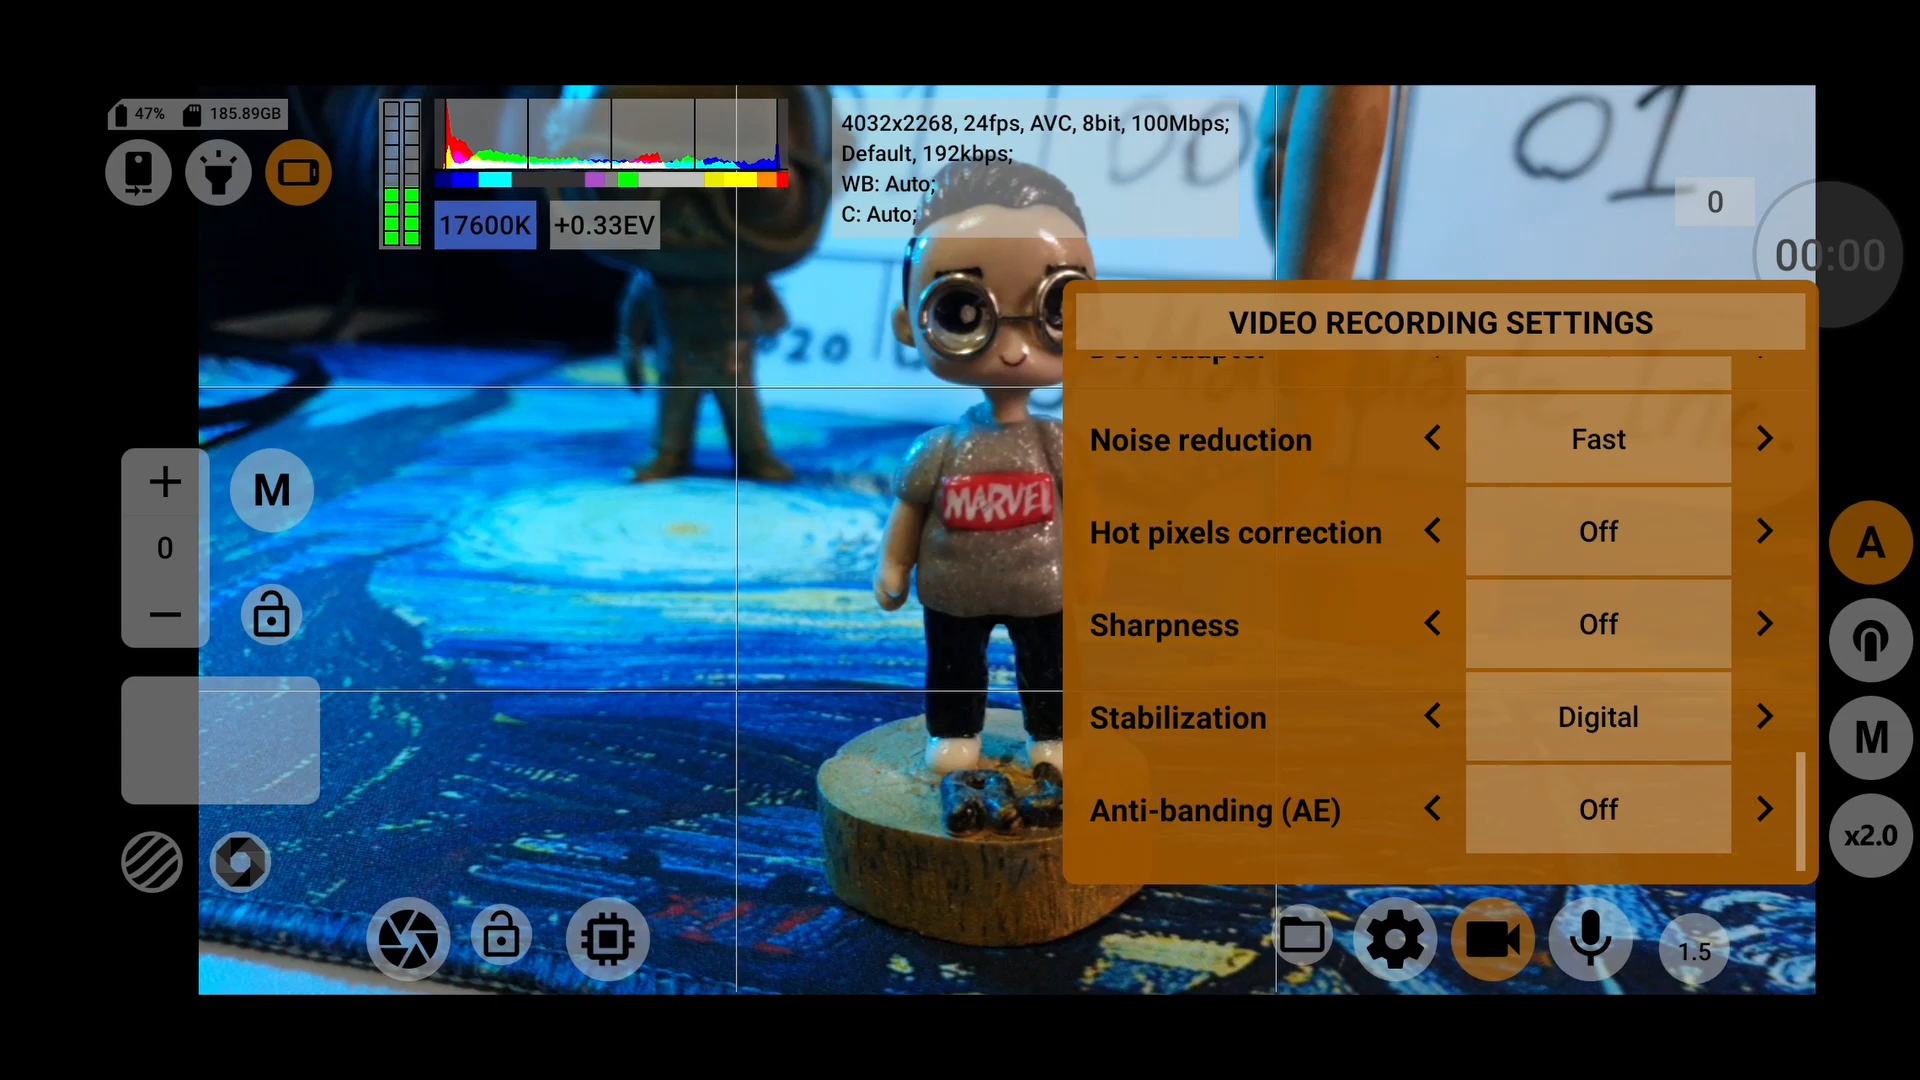 47% 185.89GB
4032x2268, 24fps, AVC, 8bit, 100Mbps;
Default, 192kbps;
WB: Auto;
C: Auto;
17600K +0.33EV
01
0
00:00
VIDEO RECORDING SETTINGS
Noise reduction Fast
Hot pixels correction Off
Sharpness Off
Stabilization Digital
Anti-banding (AE) Off
+
0
−
M
MARVEL
A
M
x2.0
1.5